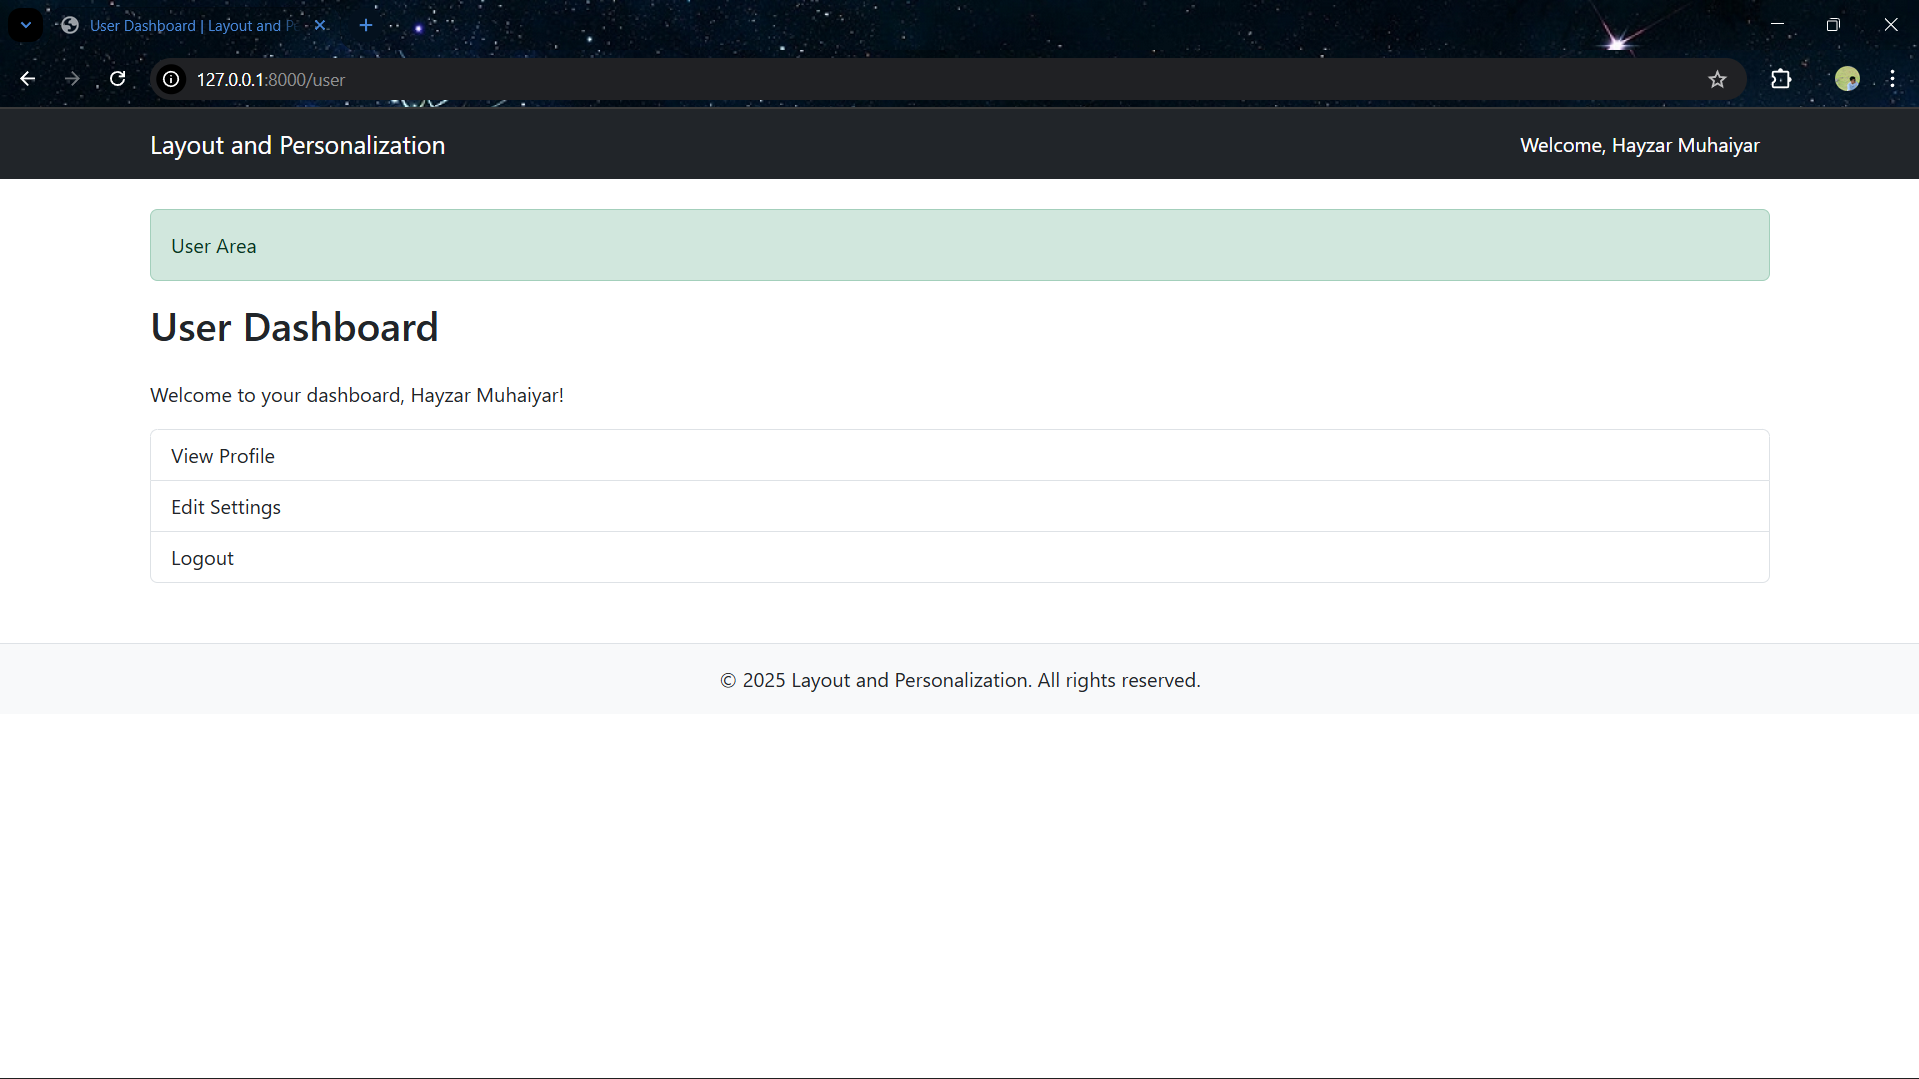 User Dashboard | Layout and P
127.0.0.1:8000/user
Layout and Personalization
Welcome, Hayzar Muhaiyar
User Area
User Dashboard
Welcome to your dashboard, Hayzar Muhaiyar!
View Profile
Edit Settings
Logout
© 2025 Layout and Personalization. All rights reserved.